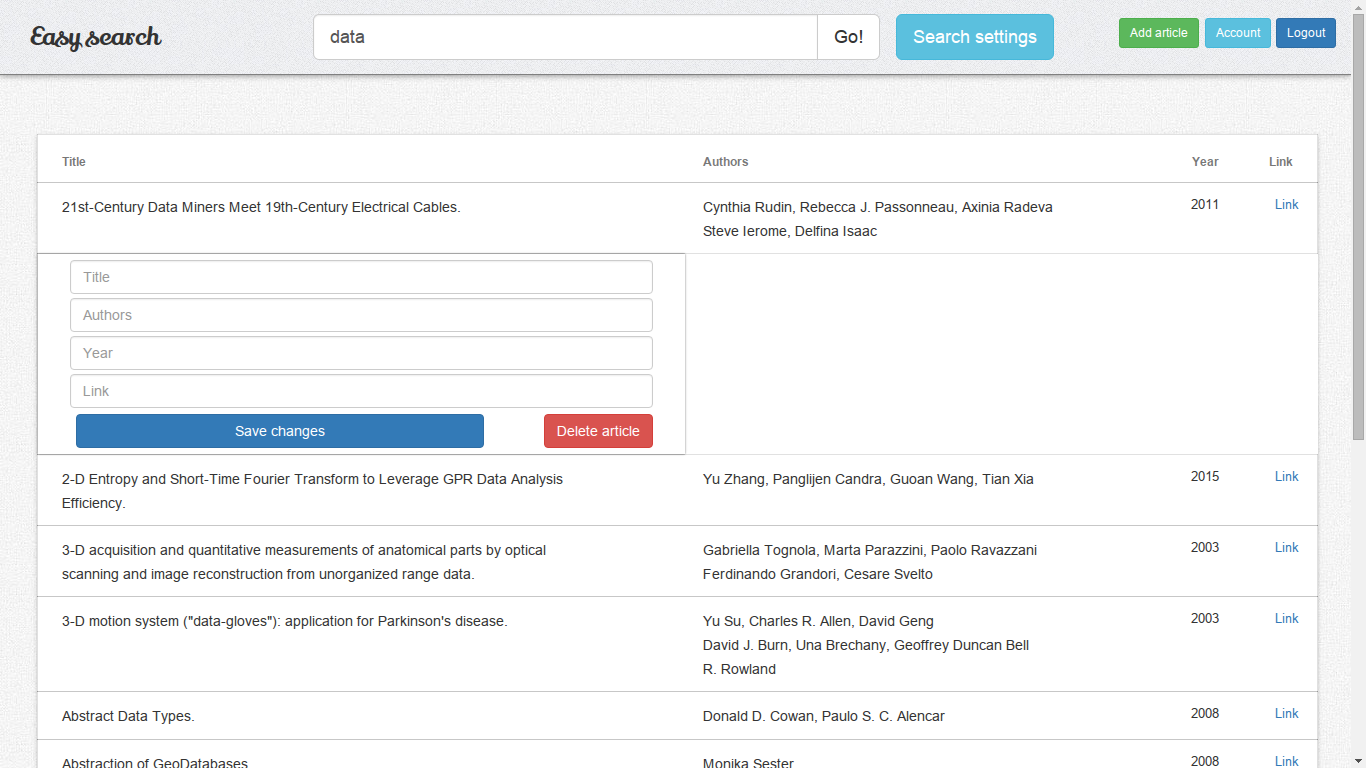 Easy search
data
Go!
Search settings
Add article
Account
Logout
Title Authors Year Link
21st-Century Data Miners Meet 19th-Century Electrical Cables. Cynthia Rudin, Rebecca J. Passonneau, Axinia Radeva 2011 Link
Steve Ierome, Delfina Isaac
Title
Authors
Year
Link
Save changes Delete article
2-D Entropy and Short-Time Fourier Transform to Leverage GPR Data Analysis Yu Zhang, Panglijen Candra, Guoan Wang, Tian Xia 2015 Link
Efficiency.
3-D acquisition and quantitative measurements of anatomical parts by optical Gabriella Tognola, Marta Parazzini, Paolo Ravazzani 2003 Link
scanning and image reconstruction from unorganized range data. Ferdinando Grandori, Cesare Svelto
3-D motion system ("data-gloves"): application for Parkinson's disease. Yu Su, Charles R. Allen, David Geng 2003 Link
David J. Burn, Una Brechany, Geoffrey Duncan Bell
R. Rowland
Abstract Data Types. Donald D. Cowan, Paulo S. C. Alencar 2008 Link
Abstraction of GeoDatabases Monika Sester 2008 Link